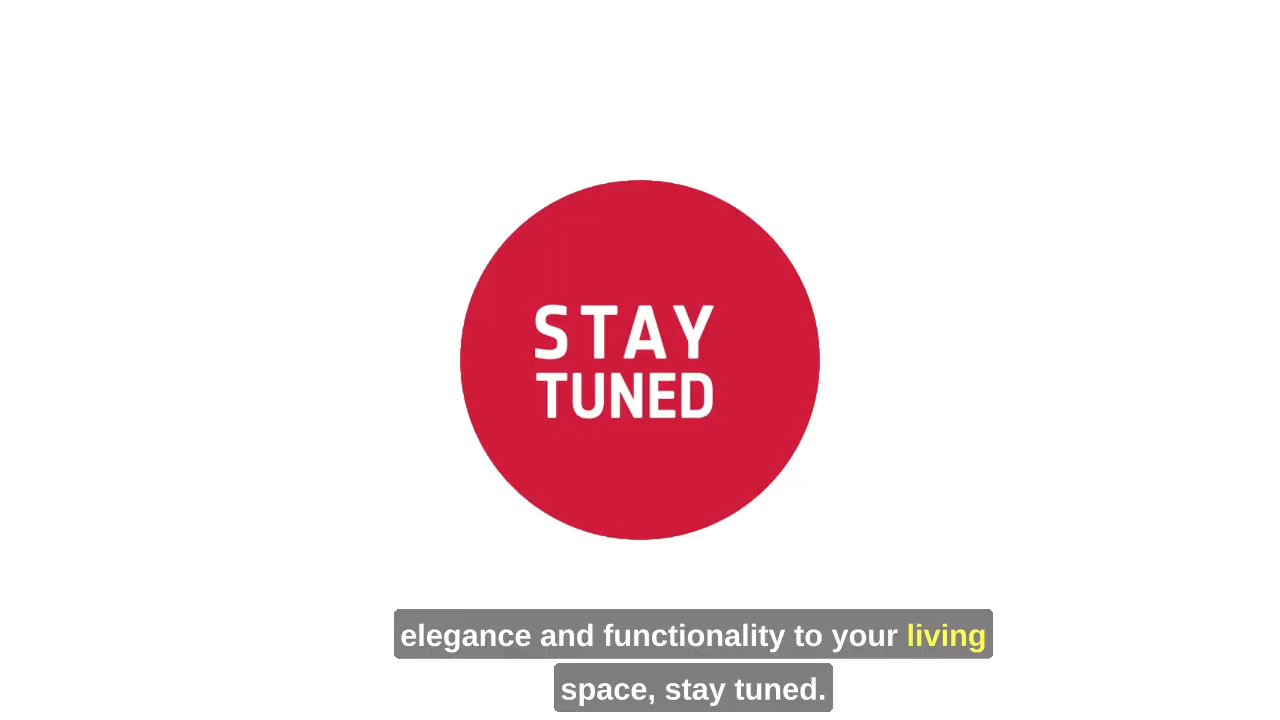 STAY
TUNED
elegance and functionality to your living
space, stay tuned.